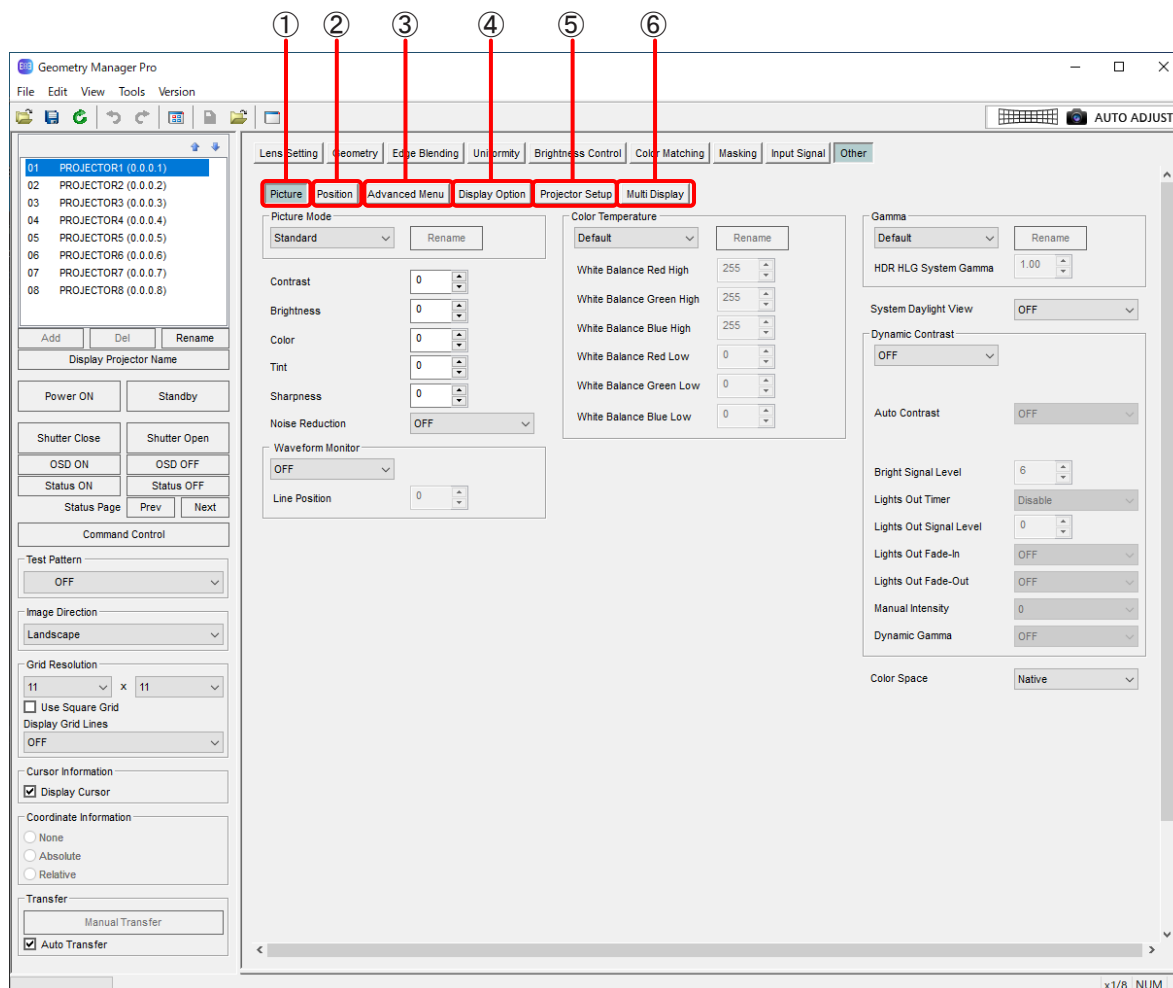 ① ② ③ ④ ⑤ ⑥
Geometry Manager Pro
File Edit View Tools Version
AUTO ADJUST
01 PROJECTOR1 (0.0.0.1)
02 PROJECTOR2 (0.0.0.2)
03 PROJECTOR3 (0.0.0.3)
04 PROJECTOR4 (0.0.0.4)
05 PROJECTOR5 (0.0.0.5)
06 PROJECTOR6 (0.0.0.6)
07 PROJECTOR7 (0.0.0.7)
08 PROJECTOR8 (0.0.0.8)
Add Del Rename
Display Projector Name
Power ON Standby
Shutter Close Shutter Open
OSD ON OSD OFF
Status ON Status OFF
Status Page Prev Next
Command Control
Test Pattern
OFF
Image Direction
Landscape
Grid Resolution
11 x 11
Use Square Grid
Display Grid Lines
OFF
Cursor Information
Display Cursor
Coordinate Information
None
Absolute
Relative
Transfer
Manual Transfer
Auto Transfer
Lens Setting Geometry Edge Blending Uniformity Brightness Control Color Matching Masking Input Signal Other
Picture Position Advanced Menu Display Option Projector Setup Multi Display
Picture Mode
Standard Rename
Contrast 0
Brightness 0
Color 0
Tint 0
Sharpness 0
Noise Reduction OFF
Waveform Monitor
OFF
Line Position 0
Color Temperature
Default Rename
White Balance Red High 255
White Balance Green High 255
White Balance Blue High 255
White Balance Red Low 0
White Balance Green Low 0
White Balance Blue Low 0
Gamma
Default Rename
HDR HLG System Gamma 1.00
System Daylight View OFF
Dynamic Contrast
OFF
Auto Contrast OFF
Bright Signal Level 6
Lights Out Timer Disable
Lights Out Signal Level 0
Lights Out Fade-In OFF
Lights Out Fade-Out OFF
Manual Intensity 0
Dynamic Gamma OFF
Color Space Native
x1/8 NUM